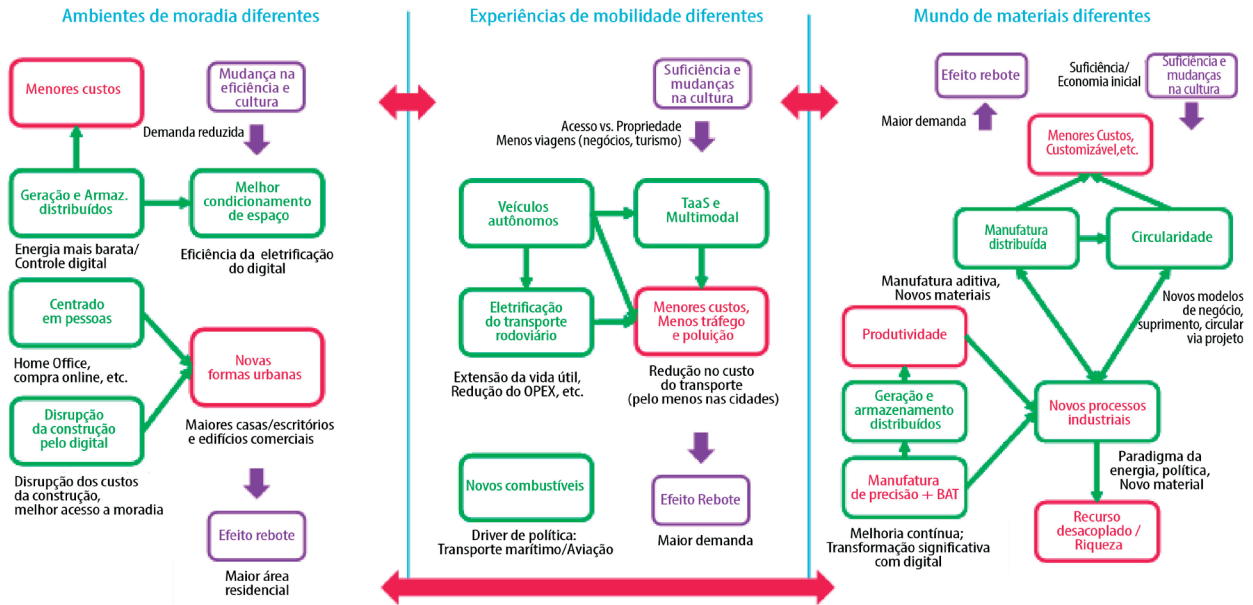 Ambientes de moradia diferentes
Menores custos
Mudança na
eficiência e
cultura
Demanda reduzida
Geração e Armaz.
distribuídos
Melhor
condicionamento
de espaço
Energia mais barata/
Controle digital
Eficiência da eletrificação
do digital
Centrado
em pessoas
Home Office,
compra online, etc.
Novas
formas urbanas
Disrupção
da construção
pelo digital
Maiores casas/escritórios
e edifícios comerciais
Disrupção dos custos
da construção,
melhor acesso a moradia
Efeito rebote
Maior área
residencial
Experiências de mobilidade diferentes
Suficiência e
mudanças
na cultura
Acesso vs. Propriedade
Menos viagens (negócios, turismo)
Veículos
autônomos
TaaS e
Multimodal
Eletrificação
do transporte
rodoviário
Menores custos,
Menos tráfego
e poluição
Extensão da vida útil,
Redução do OPEX, etc.
Redução no custo
do transporte
(pelo menos nas cidades)
Novos combustíveis
Driver de política:
Transporte marítimo/Aviação
Efeito Rebote
Maior demanda
Mundo de materiais diferentes
Efeito rebote
Maior demanda
Suficiência/
Economia inicial
Suficiência e
mudanças
na cultura
Menores Custos,
Customizável,etc.
Manufatura
distribuída
Circularidade
Manufatura aditiva,
Novos materiais
Novos modelos
de negócio,
suprimento, circular
via projeto
Produtividade
Geração e
armazenamento
distribuídos
Novos processos
industriais
Manufatura
de precisão + BAT
Paradigma da
energia, política,
Novo material
Melhoria contínua;
Transformação significativa
com digital
Recurso
desacoplado /
Riqueza